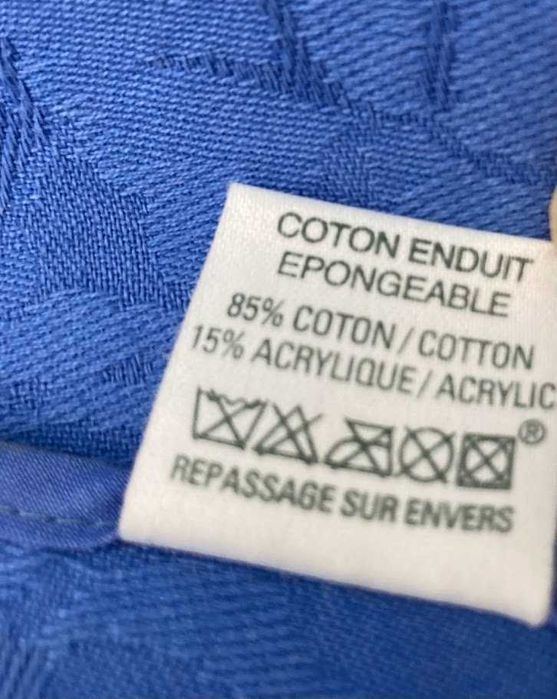 COTON ENDUIT
EPONGEABLE
85% COTON / COTTON
15% ACRYLIQUE / ACRYLIC
®
REPASSAGE SUR ENVERS